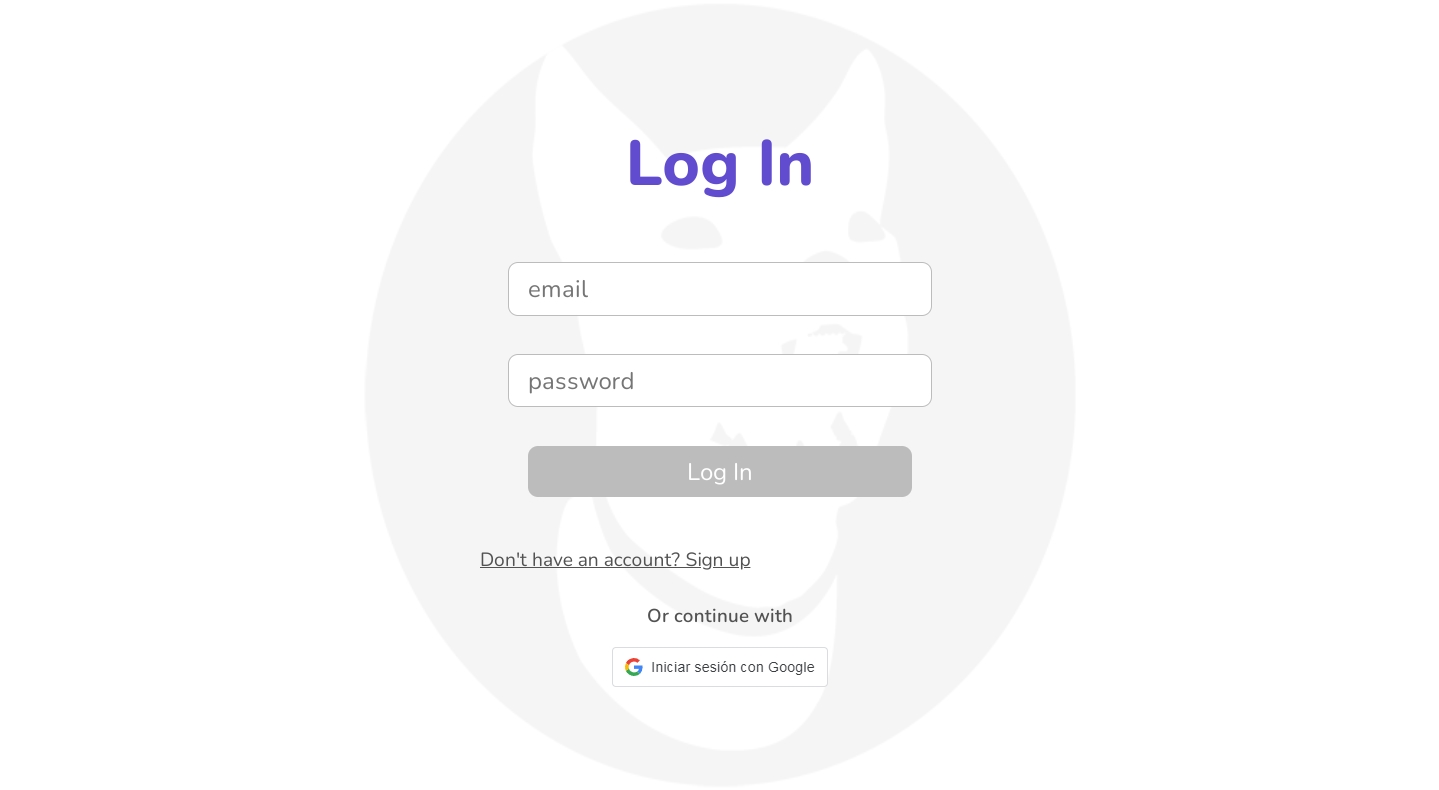 Log In
email
password
Log In
Don't have an account? Sign up
Or continue with
Iniciar sesión con Google